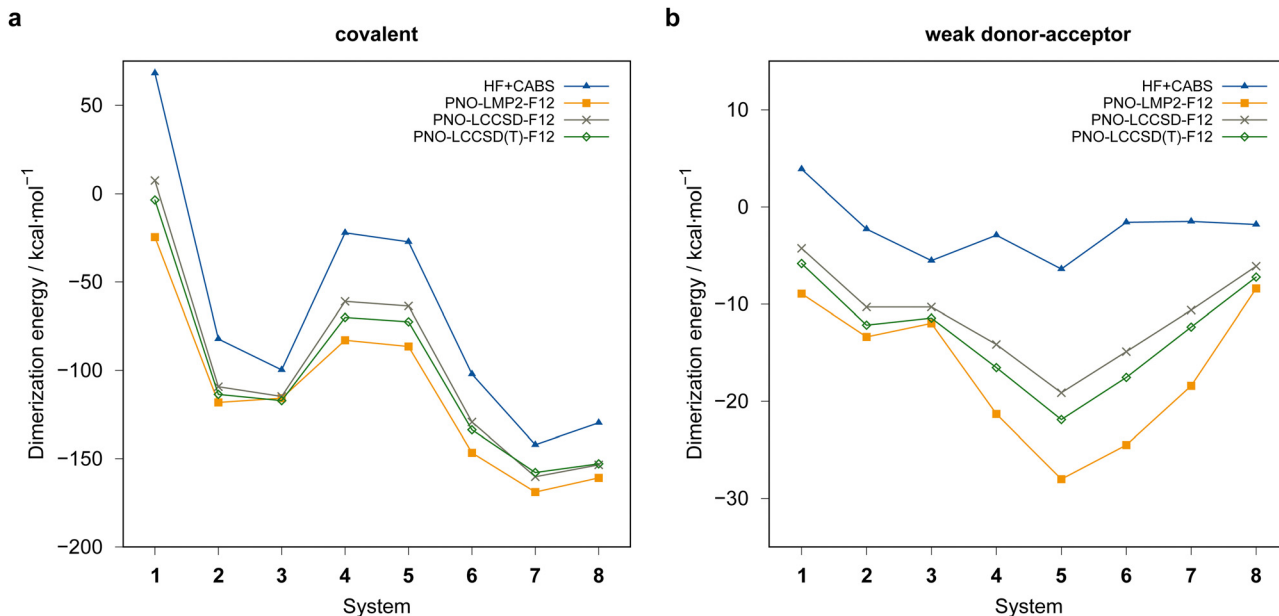 a
covalent
HF+CABS
PNO-LMP2-F12
PNO-LCCSD-F12
PNO-LCCSD(T)-F12
Dimerization energy / kcal·mol⁻¹
50
0
−50
−100
−150
−200
1 2 3 4 5 6 7 8
System
b
weak donor-acceptor
HF+CABS
PNO-LMP2-F12
PNO-LCCSD-F12
PNO-LCCSD(T)-F12
Dimerization energy / kcal·mol⁻¹
10
0
−10
−20
−30
1 2 3 4 5 6 7 8
System